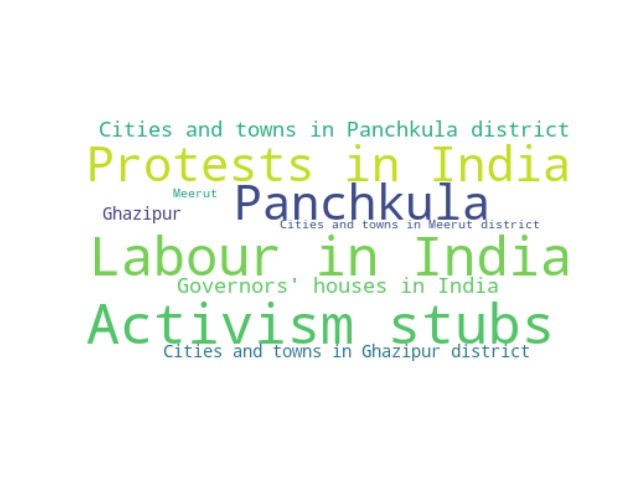 Cities and towns in Panchkula district
Protests in India
Meerut
Panchkula
Ghazipur
Cities and towns in Meerut district
Labour in India
Governors' houses in India
Activism stubs
Cities and towns in Ghazipur district